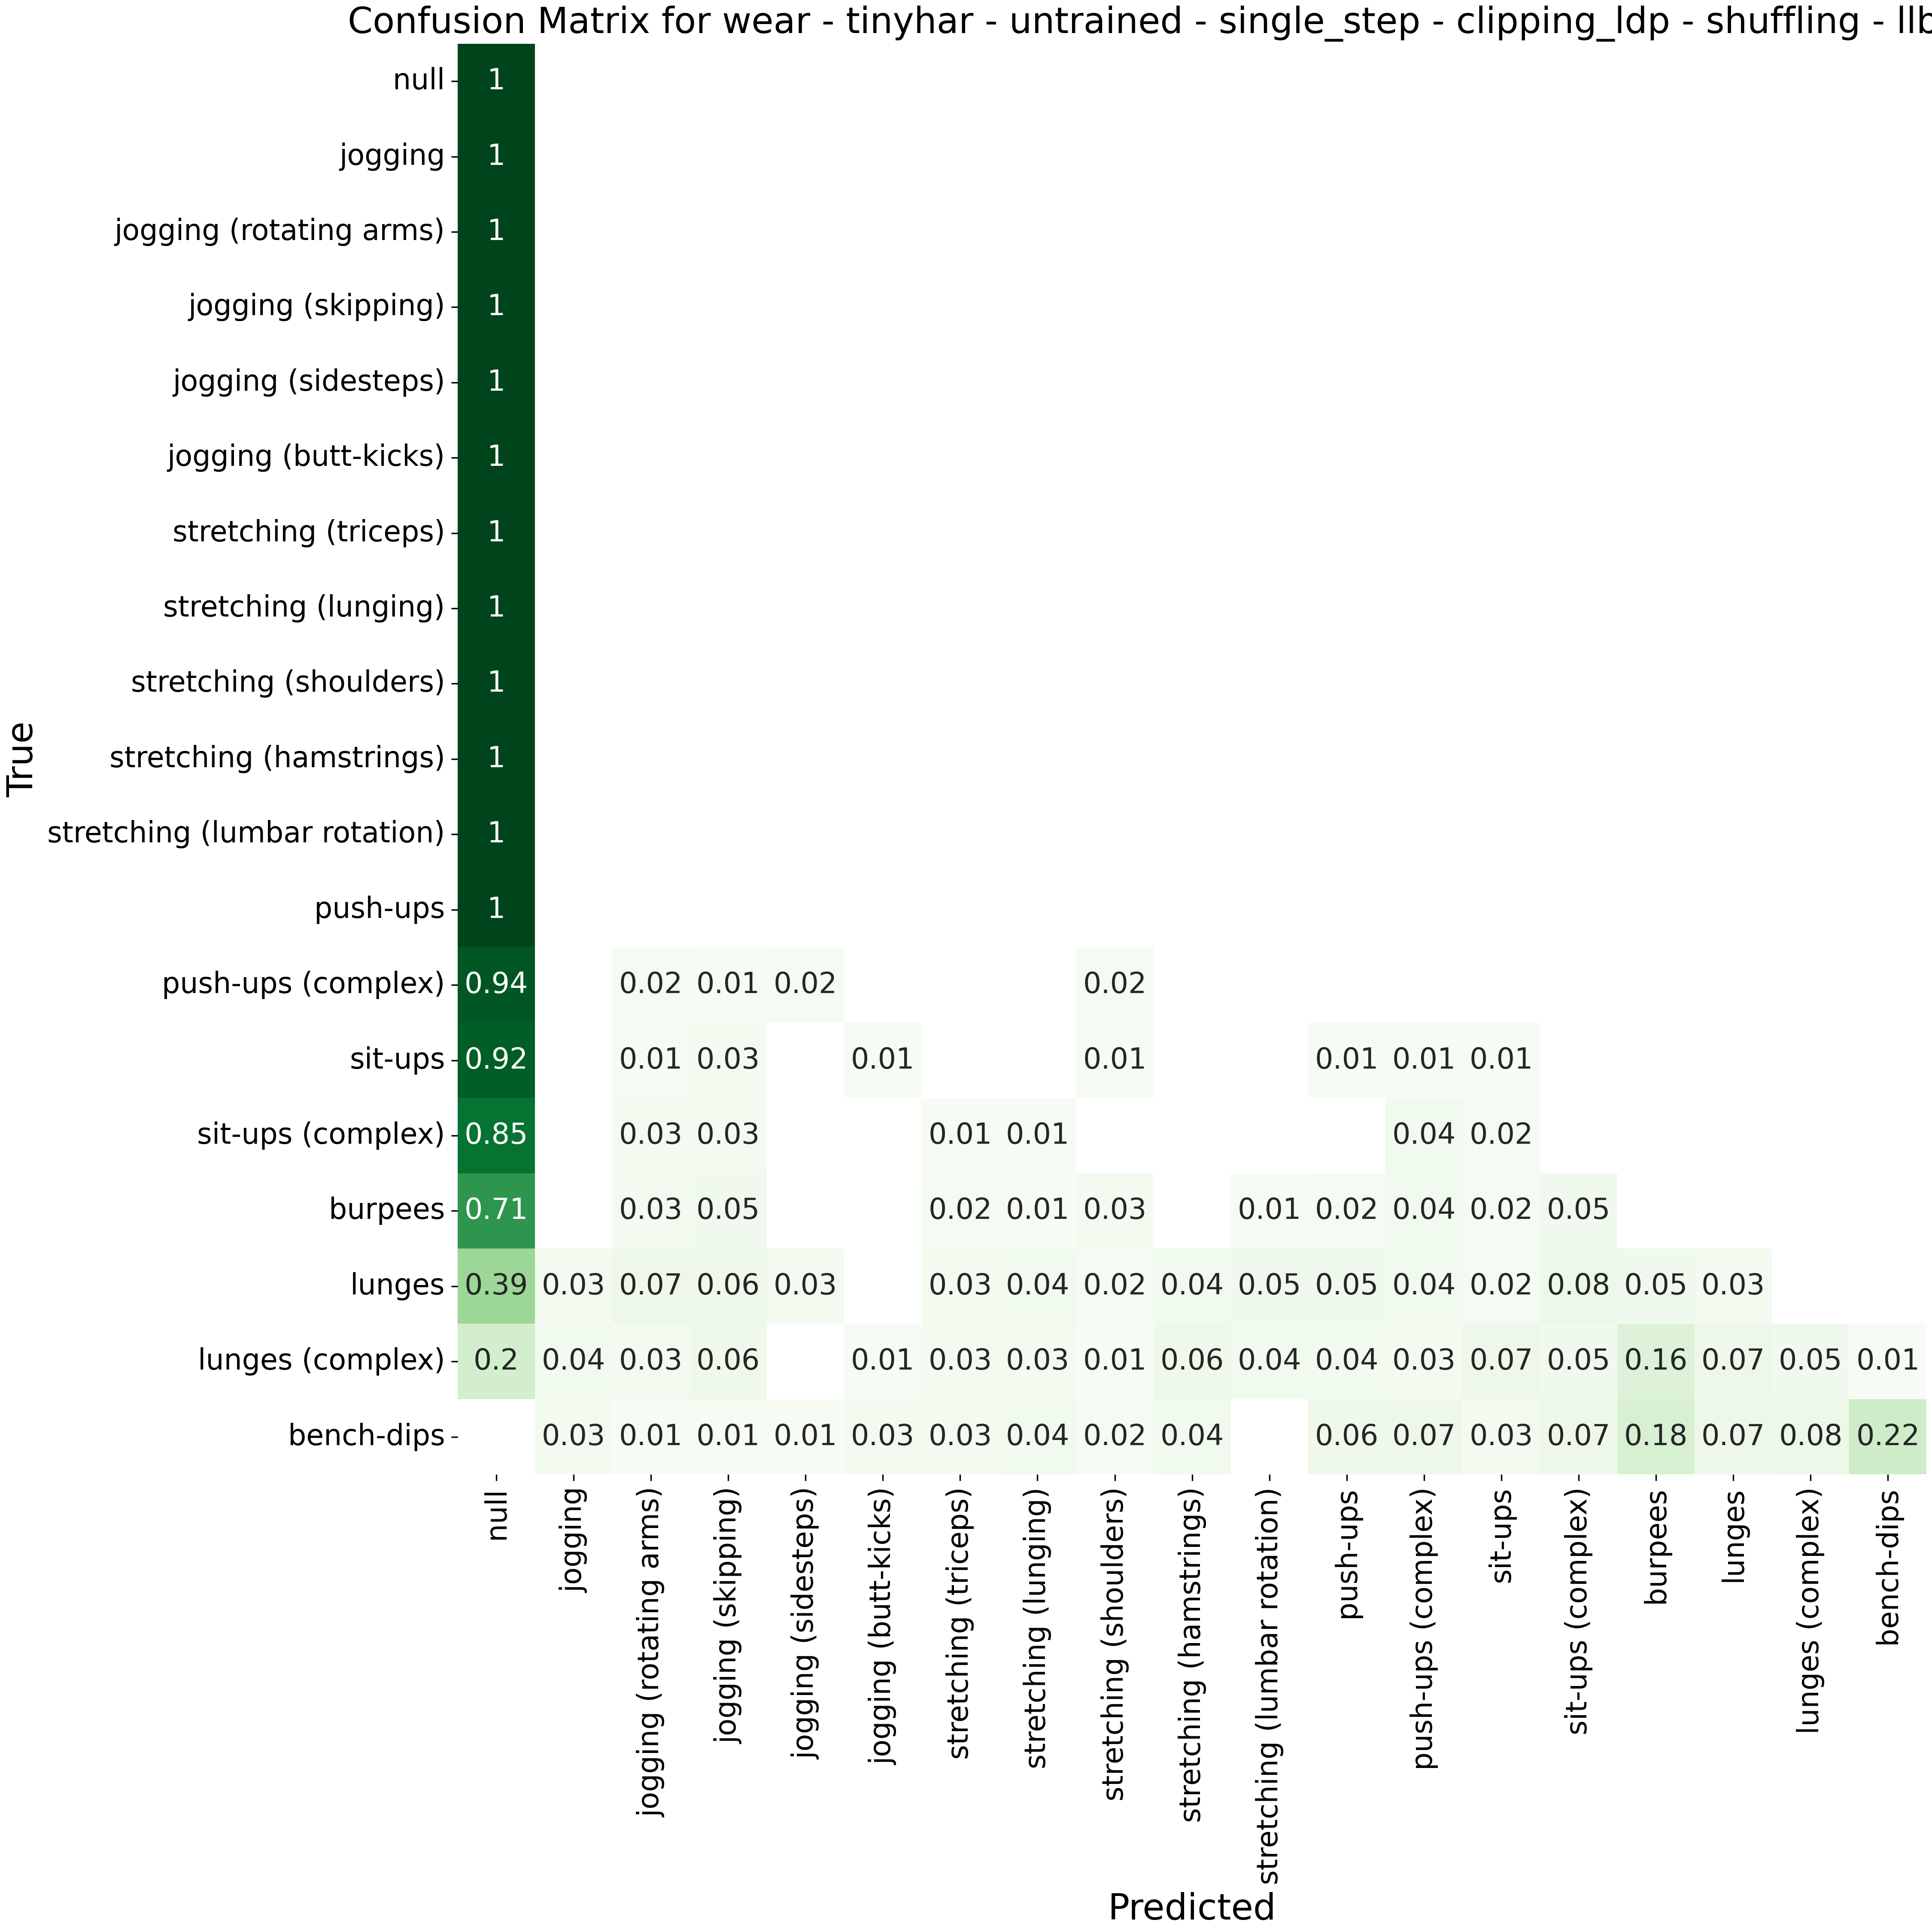 Confusion Matrix for wear - tinyhar - untrained - single_step - clipping_ldp - shuffling - llb
True
null 1
jogging 1
jogging (rotating arms) 1
jogging (skipping) 1
jogging (sidesteps) 1
jogging (butt-kicks) 1
stretching (triceps) 1
stretching (lunging) 1
stretching (shoulders) 1
stretching (hamstrings) 1
stretching (lumbar rotation) 1
push-ups 1
push-ups (complex) 0.94 0.02 0.01 0.02 0.02
sit-ups 0.92 0.01 0.03 0.01 0.01 0.01 0.01 0.01
sit-ups (complex) 0.85 0.03 0.03 0.01 0.01 0.04 0.02
burpees 0.71 0.03 0.05 0.02 0.01 0.03 0.01 0.02 0.04 0.02 0.05
lunges 0.39 0.03 0.07 0.06 0.03 0.03 0.04 0.02 0.04 0.05 0.05 0.04 0.02 0.08 0.05 0.03
lunges (complex) 0.2 0.04 0.03 0.06 0.01 0.03 0.03 0.01 0.06 0.04 0.04 0.03 0.07 0.05 0.16 0.07 0.05 0.01
bench-dips 0.03 0.01 0.01 0.01 0.03 0.03 0.04 0.02 0.04 0.06 0.07 0.03 0.07 0.18 0.07 0.08 0.22
null
jogging
jogging (rotating arms)
jogging (skipping)
jogging (sidesteps)
jogging (butt-kicks)
stretching (triceps)
stretching (lunging)
stretching (shoulders)
stretching (hamstrings)
stretching (lumbar rotation)
push-ups
push-ups (complex)
sit-ups
sit-ups (complex)
burpees
lunges
lunges (complex)
bench-dips
Predicted